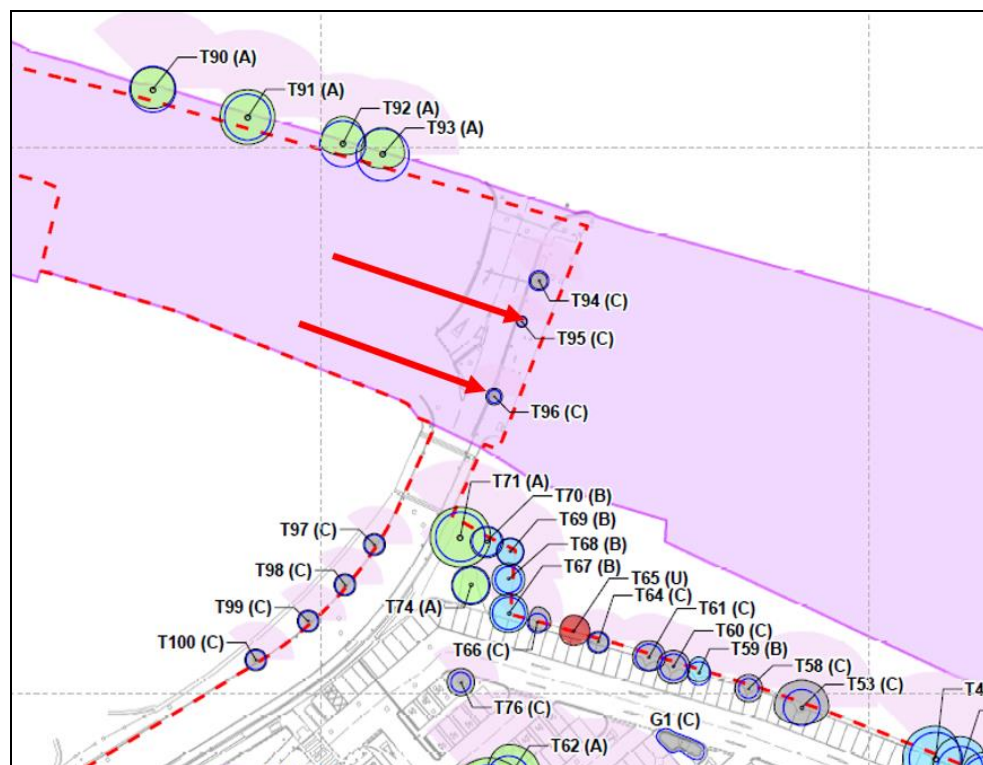 T90 (A)
T91 (A)
T92 (A)
T93 (A)
T94 (C)
T95 (C)
T96 (C)
T71 (A)
T70 (B)
T69 (B)
T68 (B)
T67 (B)
T97 (C)
T98 (C)
T99 (C)
T100 (C)
T74 (A)
T65 (U)
T64 (C)
T61 (C)
T60 (C)
T59 (B)
T66 (C)
T58 (C)
T53 (C)
T76 (C)
G1 (C)
T62 (A)